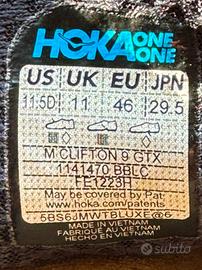 HOKA ONE ONE
US UK EU JPN
11.5D 11 46 29.5
M CLIFTON 9 GTX
1141470 BBLC
FE1223H
May be covered by Pat:
www.hoka.com/patents
5BS6JMWTBLUXE@6
MADE IN VIETNAM
FABRIQUÉ AU VIETNAM
HECHO EN VIETNAM
subito